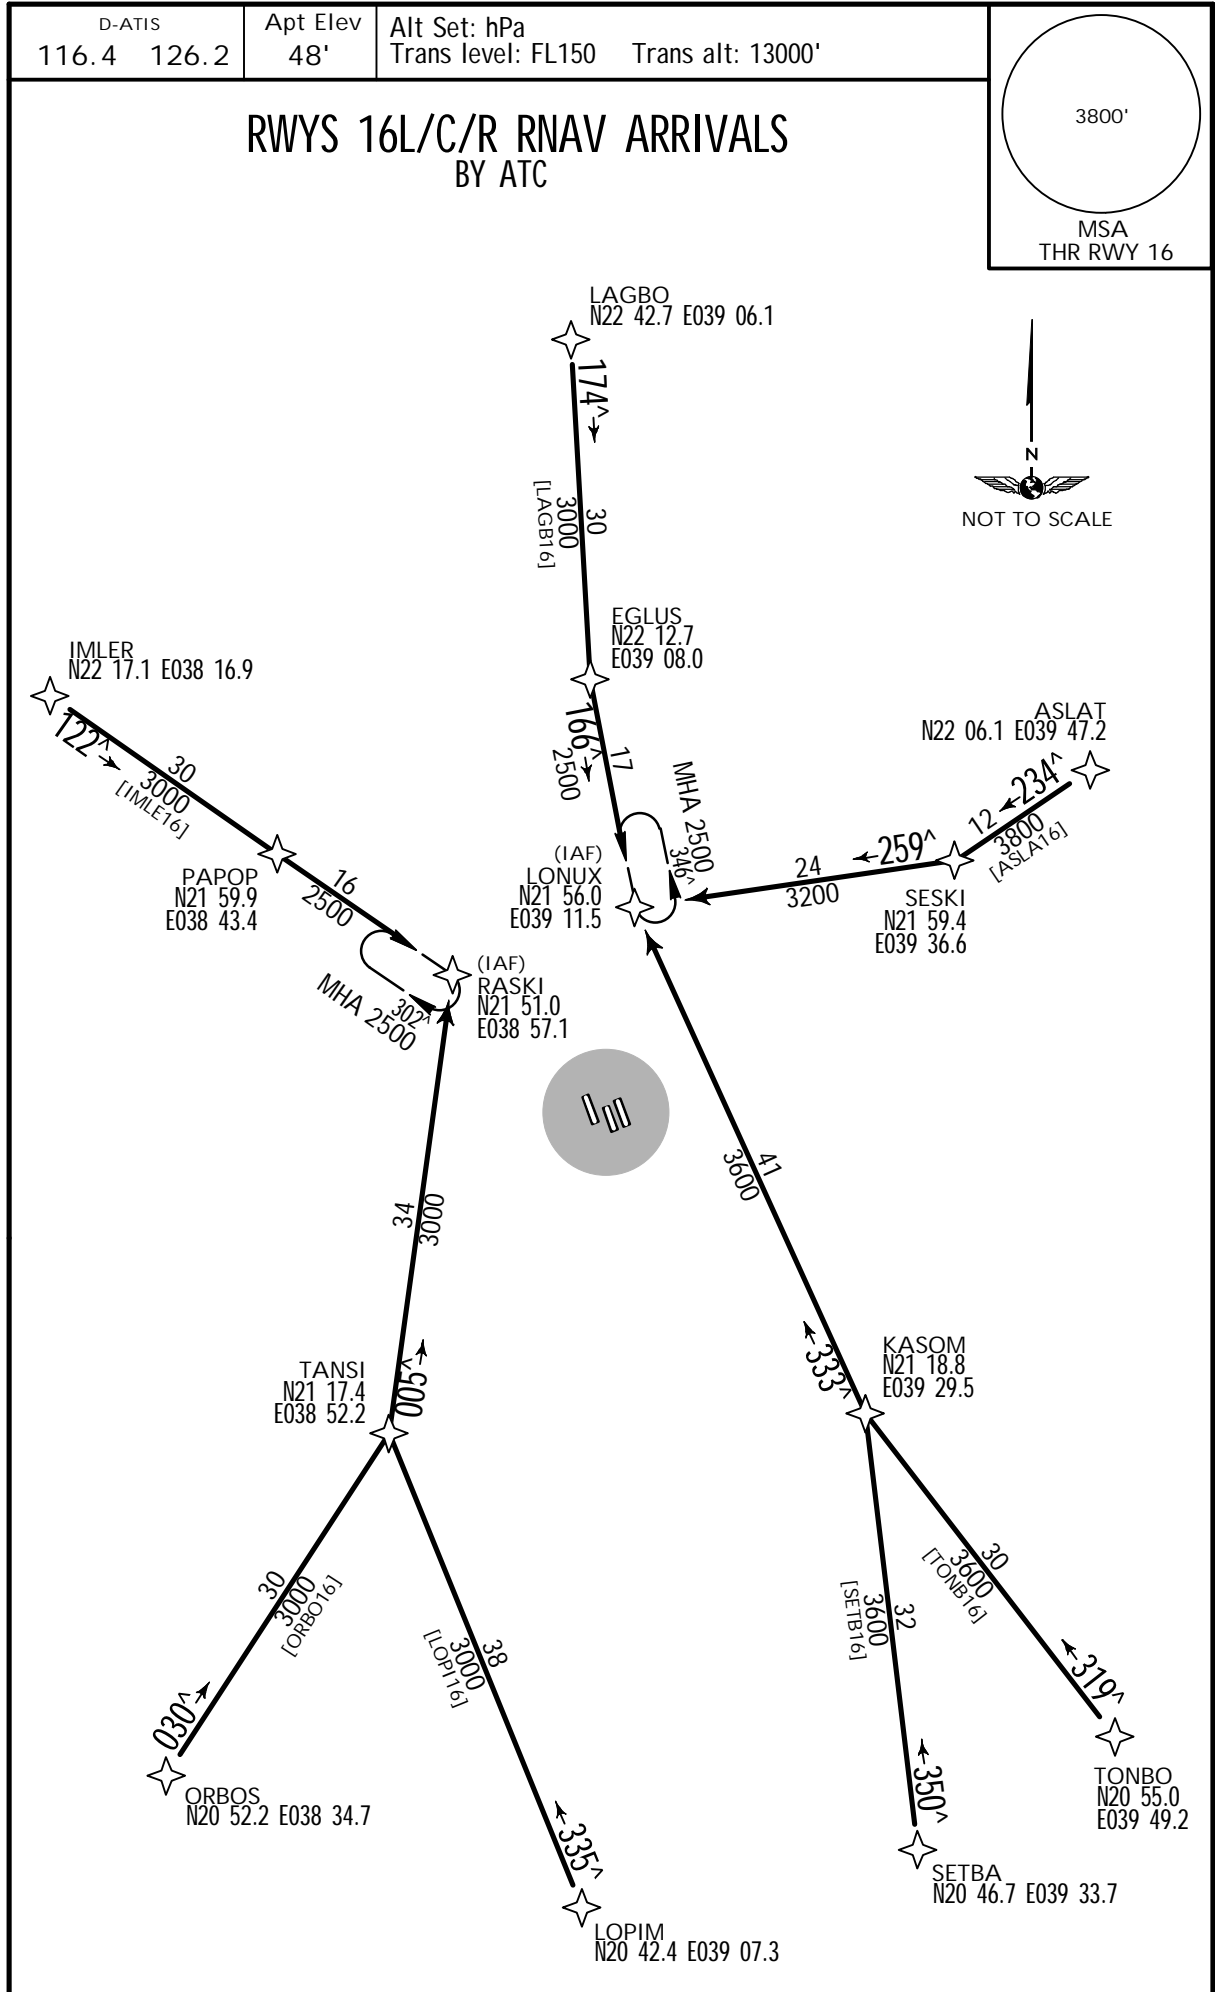 D-ATIS
116.4 126.2
Apt Elev
48'
Alt Set: hPa
Trans level: FL150 Trans alt: 13000'
3800'
MSA
THR RWY 16
RWYS 16L/C/R RNAV ARRIVALS
BY ATC
LAGBO
N22 42.7 E039 06.1
174^
30
3000
[LAGB16]
N
NOT TO SCALE
EGLUS
N22 12.7
E039 08.0
166^
17
2500
IMLER
N22 17.1 E038 16.9
122^
30
3000
[IMLE16]
ASLAT
N22 06.1 E039 47.2
234^
12
3800
[ASLA16]
MHA 2500
346^
(IAF)
LONUX
N21 56.0
E039 11.5
259^
24
3200
SESKI
N21 59.4
E039 36.6
PAPOP
N21 59.9
E038 43.4
16
2500
(IAF)
RASKI
N21 51.0
E038 57.1
302^
MHA 2500
41
3600
34
3000
TANSI
N21 17.4
E038 52.2
005^
333^
KASOM
N21 18.8
E039 29.5
30
3000
[ORBO16]
38
3000
[LOPI16]
32
3600
[SETB16]
30
3600
[TONB16]
030^
ORBOS
N20 52.2 E038 34.7
335^
LOPIM
N20 42.4 E039 07.3
350^
SETBA
N20 46.7 E039 33.7
319^
TONBO
N20 55.0
E039 49.2